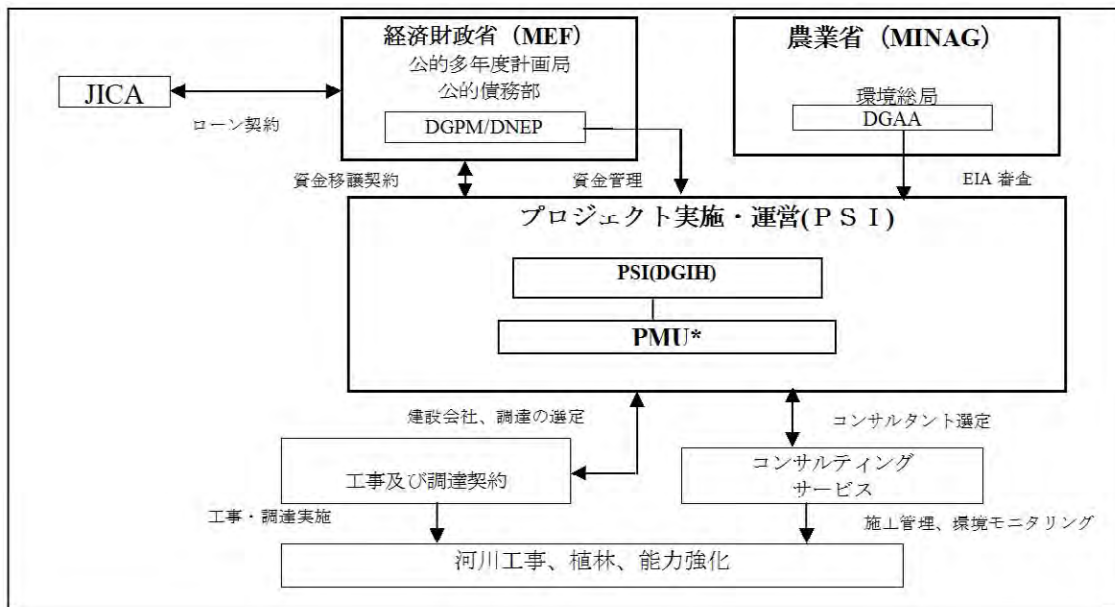 経済財政省（MEF）
公的多年度計画局
公的債務部
DGPM/DNEP
農業省（MINAG）
環境総局
DGAA
JICA
ローン契約
資金移譲契約
資金管理
EIA 審査
プロジェクト実施・運営(ＰＳＩ)
PSI(DGIH)
PMU*
建設会社、調達の選定
コンサルタント選定
工事及び調達契約
コンサルティング
サービス
工事・調達実施
施工管理、環境モニタリング
河川工事、植林、能力強化